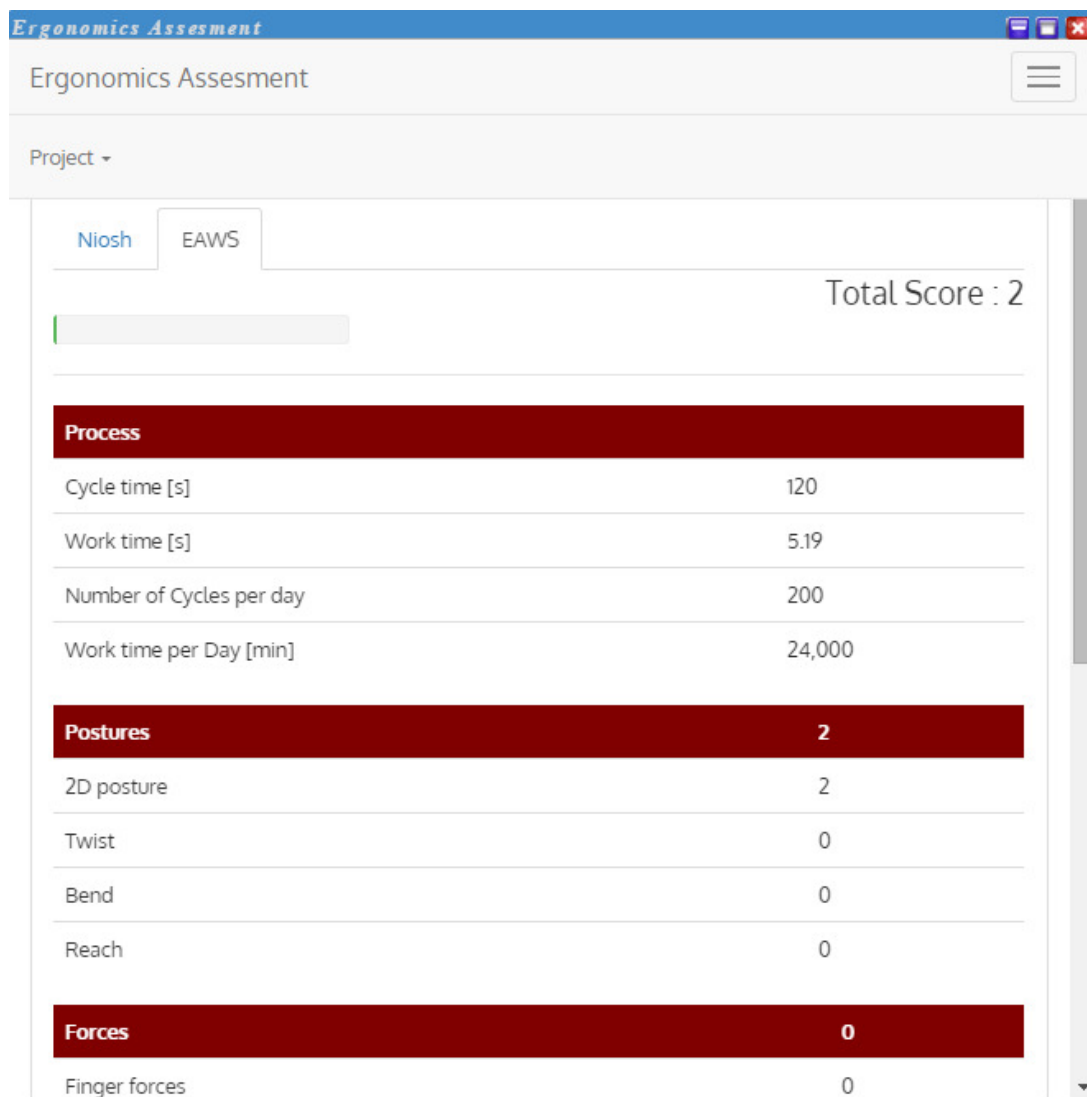 Ergonomics Assesment
Ergonomics Assesment
Project
Niosh EAWS
Total Score : 2
Process
Cycle time [s] 120
Work time [s] 5.19
Number of Cycles per day 200
Work time per Day [min] 24,000
Postures 2
2D posture 2
Twist 0
Bend 0
Reach 0
Forces 0
Finger forces 0